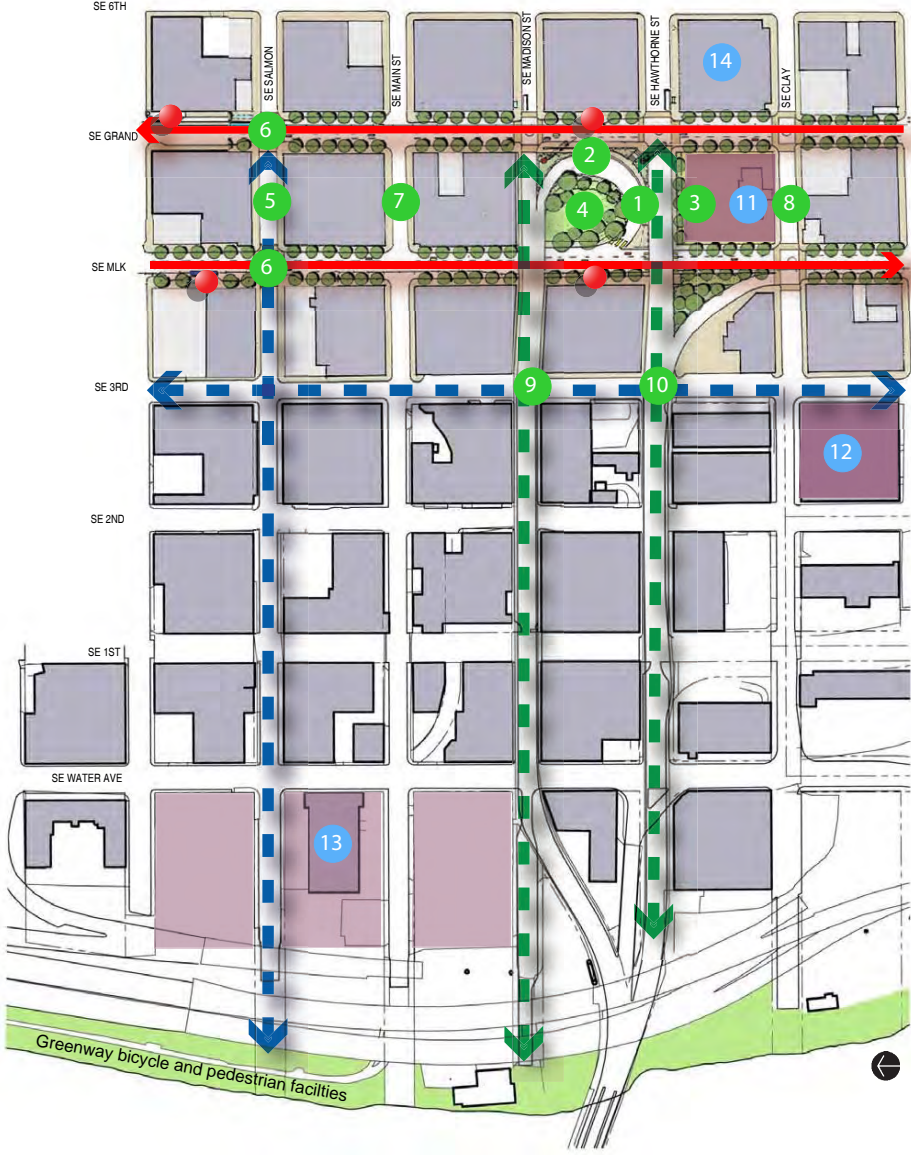 SE 6TH
SE SALMON
SE MAIN ST
SE MADISON ST
SE HAWTHORNE ST
SE CLAY
14
SE GRAND
6
2
5
7
4
1
3
11
8
SE MLK
6
SE 3RD
9
10
12
SE 2ND
SE 1ST
SE WATER AVE
13
Greenway bicycle and pedestrian facilties